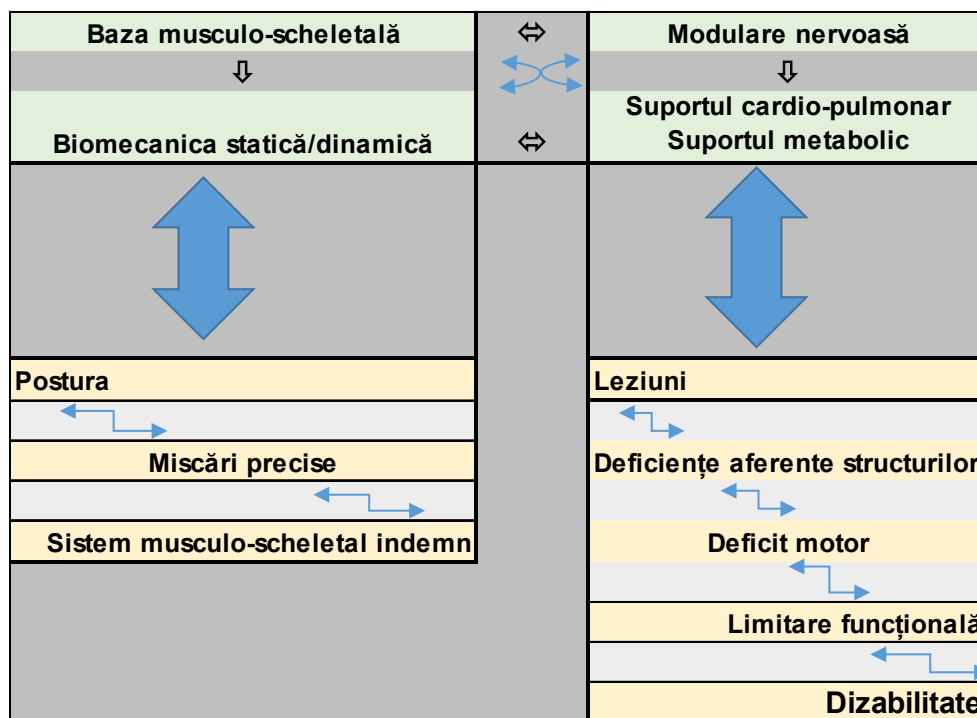 Baza musculo-scheletală
⬄
Modulare nervoasă
⇩
⇩
Suportul cardio-pulmonar
Biomecanica statică/dinamică
⬄
Suportul metabolic
Postura
Leziuni
Miscări precise
Deficiențe aferente structurilor
Sistem musculo-scheletal indemn
Deficit motor
Limitare funcțională
Dizabilitate